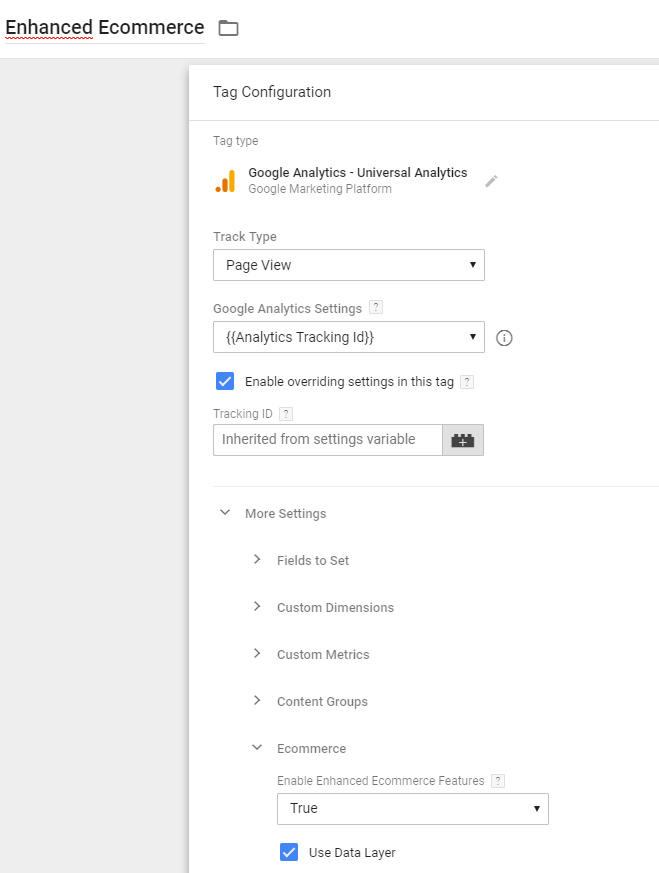 Enhanced Ecommerce
Tag Configuration
Tag type
Google Analytics - Universal Analytics
Google Marketing Platform
Track Type
Page View
Google Analytics Settings ?
{{Analytics Tracking Id}}
Enable overriding settings in this tag ?
Tracking ID ?
Inherited from settings variable
More Settings
Fields to Set
Custom Dimensions
Custom Metrics
Content Groups
Ecommerce
Enable Enhanced Ecommerce Features ?
True
Use Data Layer